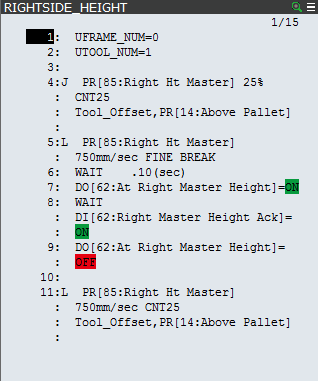 RIGHTSIDE_HEIGHT
1/15
1: UFRAME_NUM=0
2: UTOOL_NUM=1
3:
4:J PR[85:Right Ht Master] 25%
: CNT25
: Tool_Offset,PR[14:Above Pallet]
:
5:L PR[85:Right Ht Master]
: 750mm/sec FINE BREAK
6: WAIT .10(sec)
7: DO[62:At Right Master Height]=ON
8: WAIT
: DI[62:Right Master Height Ack]=
: ON
9: DO[62:At Right Master Height]=
: OFF
10:
11:L PR[85:Right Ht Master]
: 750mm/sec CNT25
: Tool_Offset,PR[14:Above Pallet]
: